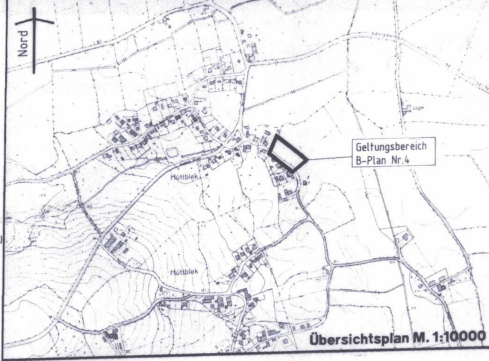 Nord
Geltungsbereich
B-Plan Nr.4
Hüttblek
Hüttblek
Übersichtsplan M. 1:10000